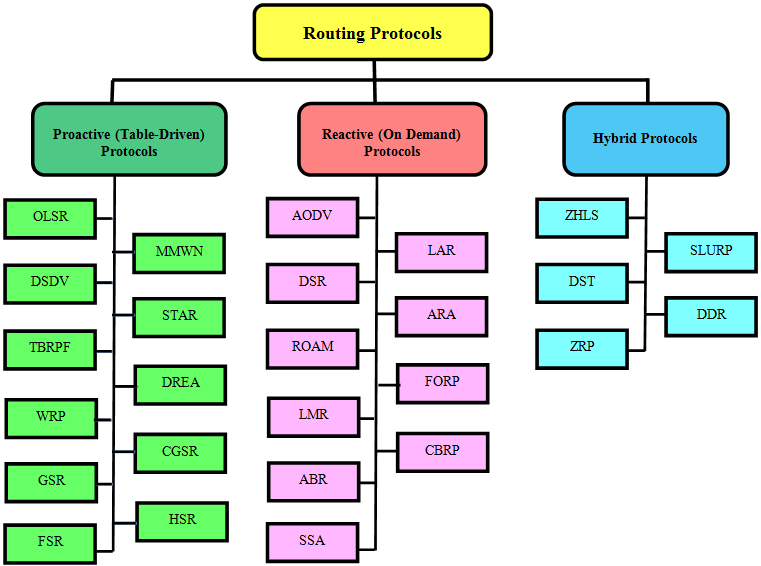 Routing Protocols
Proactive (Table-Driven)
Protocols
Reactive (On Demand)
Protocols
Hybrid Protocols
OLSR
MMWN
DSDV
STAR
TBRPF
DREA
WRP
CGSR
GSR
HSR
FSR
AODV
LAR
DSR
ARA
ROAM
FORP
LMR
CBRP
ABR
SSA
ZHLS
SLURP
DST
DDR
ZRP